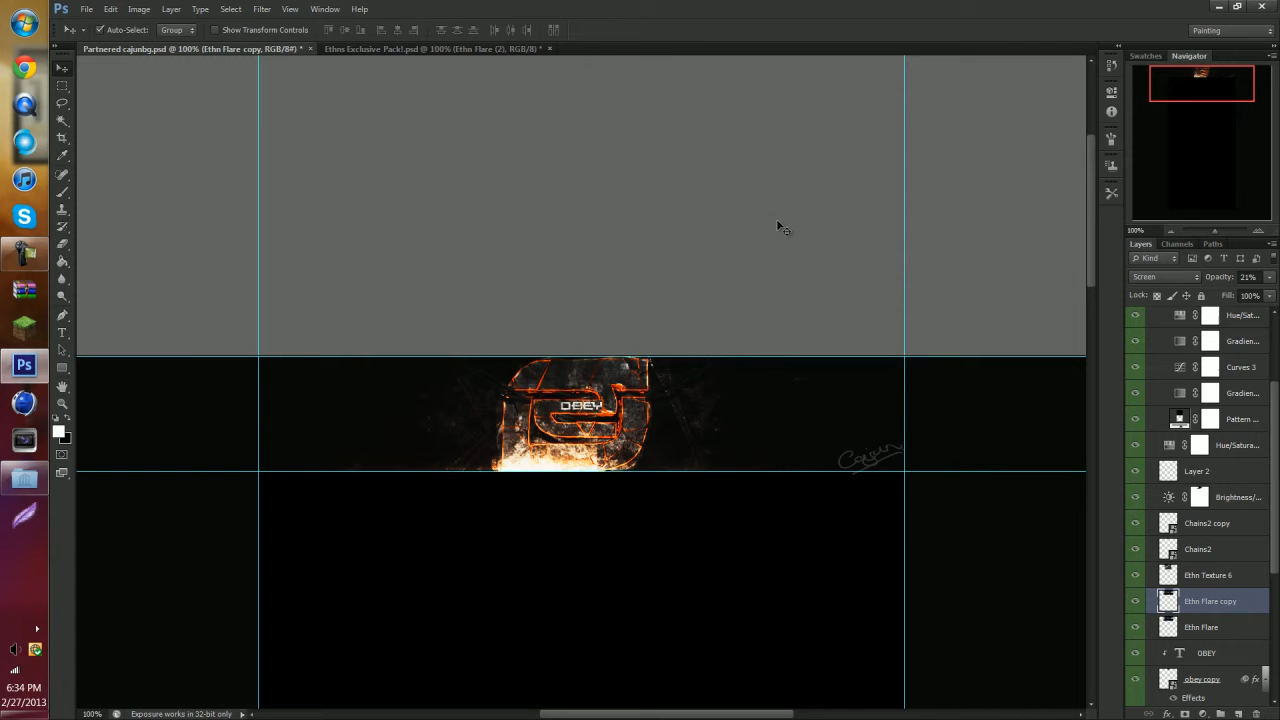 Ps File Edit Image Layer Type Select Filter View Window Help
Auto-Select: Group Show Transform Controls Painting
Partnered cajunbg.psd @ 100% (Ethn Flare copy, RGB/8#) * × Ethns Exclusive Pack!.psd @ 100% (Ethn Flare (2), RGB/8) * ×
Swatches Navigator
100%
Layers Channels Paths
Kind
Screen Opacity: 21%
Lock: Fill: 100%
Hue/Sat...
Gradien...
Curves 3
Gradien...
Pattern ...
Hue/Satura...
Layer 2
Brightness/...
Chains2 copy
Chains2
Ethn Texture 6
Ethn Flare copy
Ethn Flare
T OBEY
obey copy fx
Effects
OBEY
Cajun
Ps
6:34 PM
2/27/2013
100% Exposure works in 32-bit only